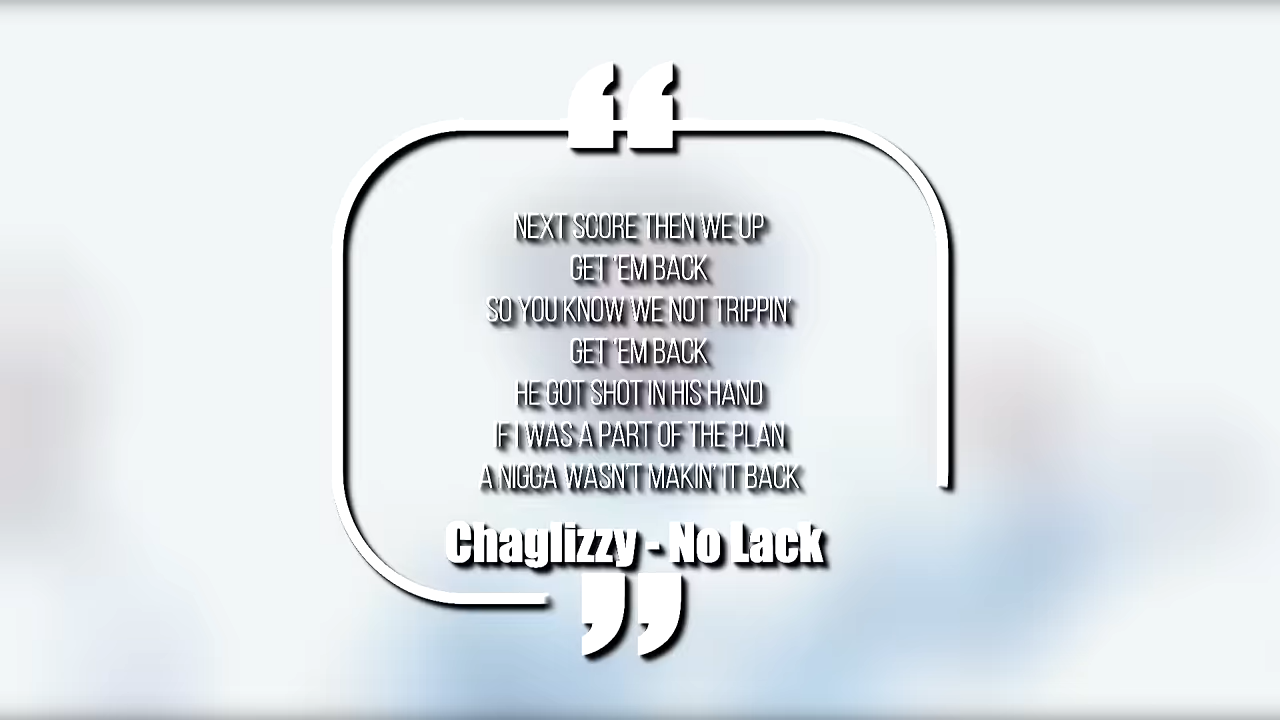 NEXT SCORE THEN WE UP
GET 'EM BACK
SO YOU KNOW WE NOT TRIPPIN'
GET 'EM BACK
HE GOT SHOT IN HIS HAND
IF I WAS A PART OF THE PLAN
A NIGGA WASN'T MAKIN' IT BACK
Chaglizzy - No Lack